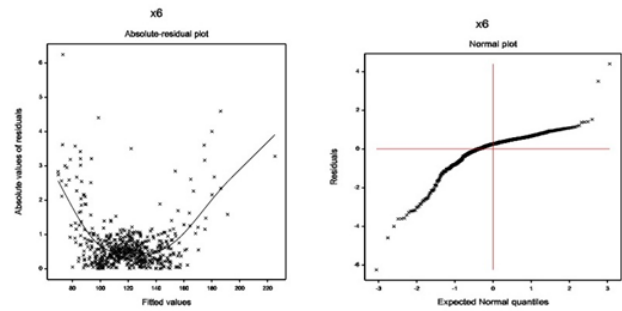 x6
Absolute-residual plot
Absolute values of residuals
6
5
4
3
2
1
0
80 100 120 140 160 180 200 220
Fitted values
x6
Normal plot
Residuals
4
2
0
-2
-4
-6
-3 -2 -1 0 1 2 3
Expected Normal quantiles